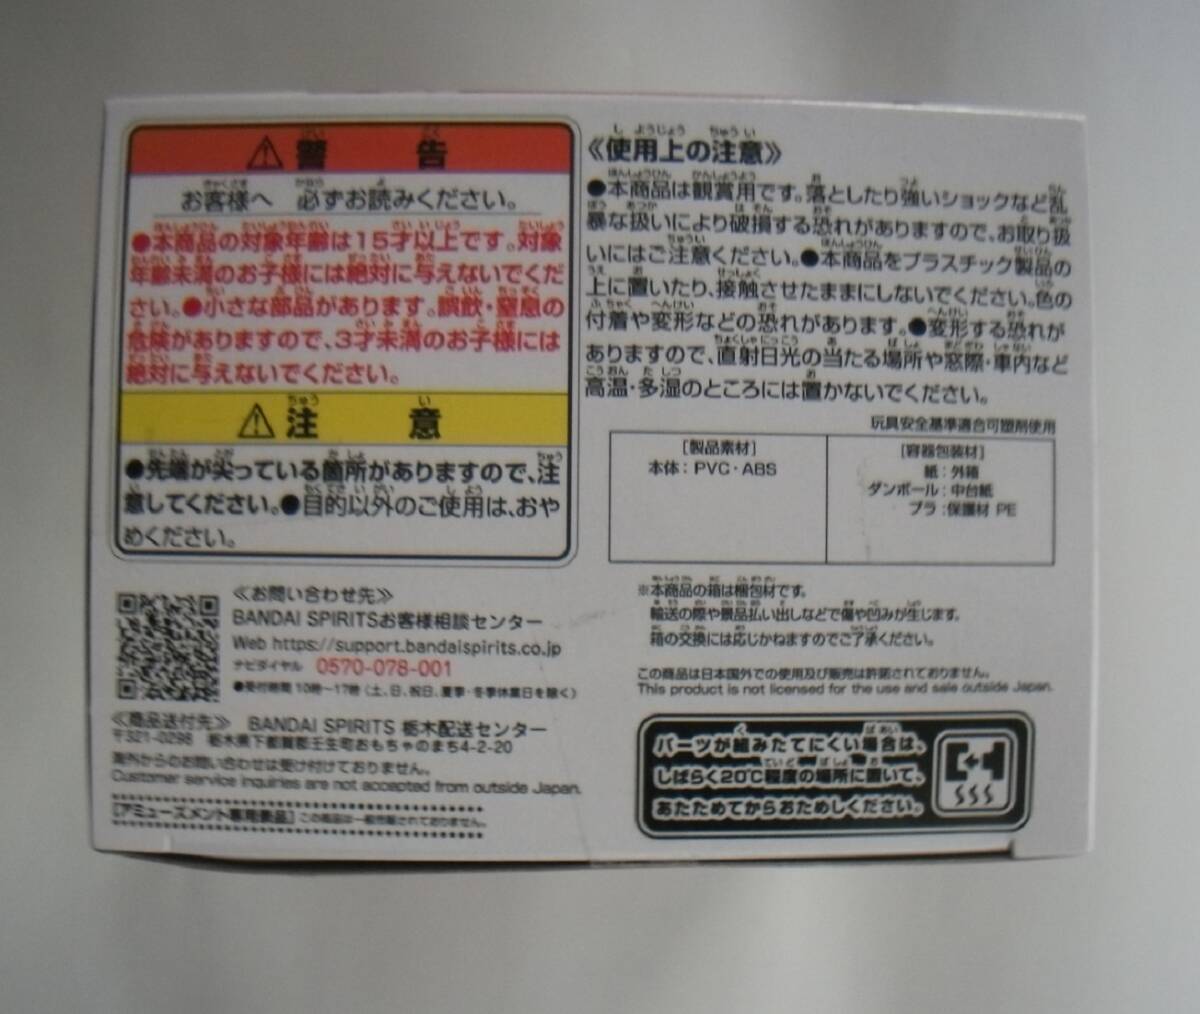 ⚠警告
お客様へ 必ずお読みください。
●本商品の対象年齢は15才以上です。対象
年齢未満のお子様には絶対に与えないでくだ
さい。●小さな部品があります。誤飲・窒息の
危険がありますので、3才未満のお子様には
絶対に与えないでください。
⚠注意
●先端が尖っている箇所がありますので、注
意してください。●目的以外のご使用は、おや
めください。
《お問い合わせ先》
BANDAI SPIRITSお客様相談センター
Web https://support.bandaispirits.co.jp
ナビダイヤル 0570-078-001
●受付時間 10時~17時(土、日、祝日、夏季・冬季休業日を除く)
《商品送付先》 BANDAI SPIRITS 栃木配送センター
〒321-0298 栃木県下都賀郡壬生町おもちゃのまち4-2-20
海外からのお問い合わせは受け付けておりません。
Customer service inquiries are not accepted from outside Japan.
[アミューズメント専用景品]この商品は一般市販されておりません。
《使用上の注意》
●本商品は観賞用です。落としたり強いショックなど乱
暴な扱いにより破損する恐れがありますので、お取り扱
いにはご注意ください。●本商品をプラスチック製品の
上に置いたり、接触させたままにしないでください。色の
付着や変形などの恐れがあります。●変形する恐れが
ありますので、直射日光の当たる場所や窓際・車内など
高温・多湿のところには置かないでください。
玩具安全基準適合可塑剤使用
[製品素材]
本体:PVC・ABS
[容器包装材]
紙:外箱
ダンボール:中台紙
プラ:保護材 PE
※本商品の箱は梱包材です。
輸送の際や景品払い出しなどで傷や凹みが生じます。
箱の交換には応じかねますのでご了承ください。
この商品は日本国外での使用及び販売は許諾されておりません。
This product is not licensed for the use and sale outside Japan.
パーツが組みたてにくい場合は、
しばらく20℃程度の場所に置いて、
あたためてからおためしください。